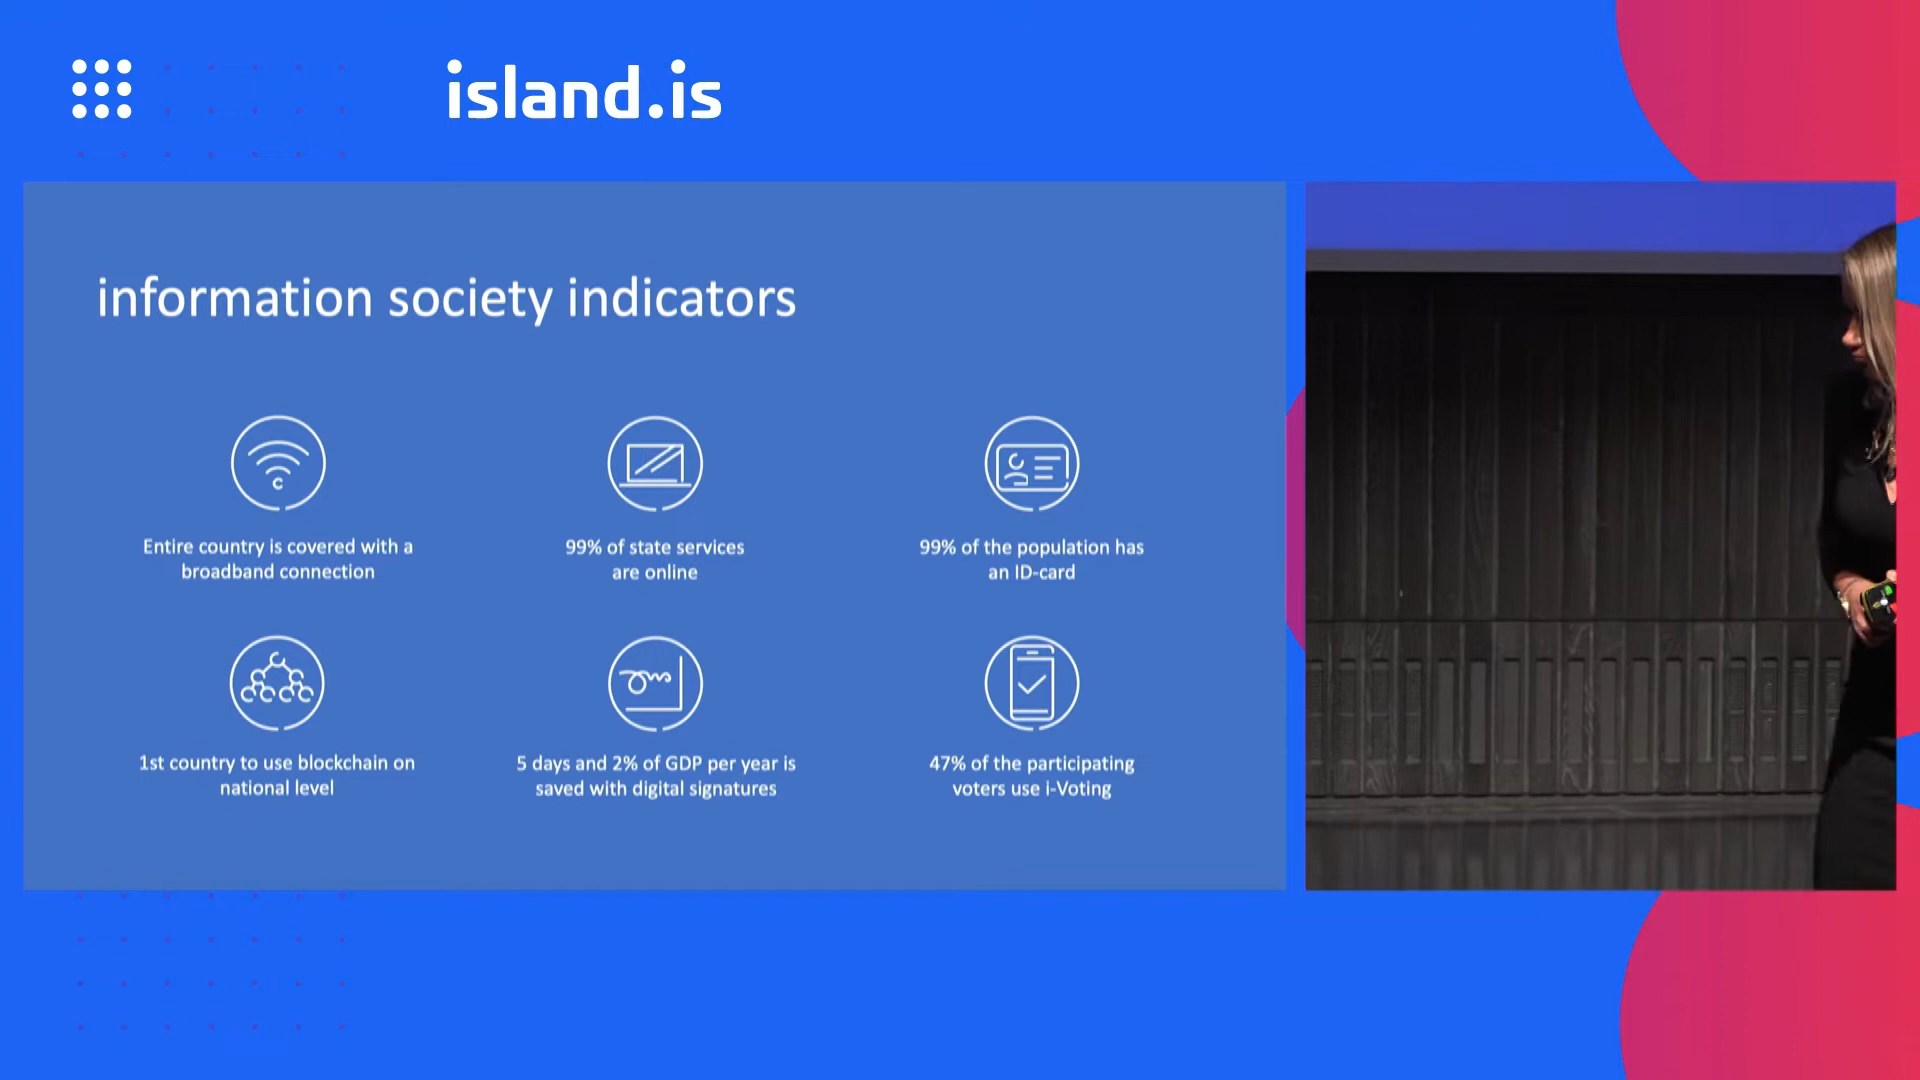 island.is
information society indicators
Entire country is covered with a
broadband connection
99% of state services
are online
99% of the population has
an ID-card
1st country to use blockchain on
national level
5 days and 2% of GDP per year is
saved with digital signatures
47% of the participating
voters use i-Voting